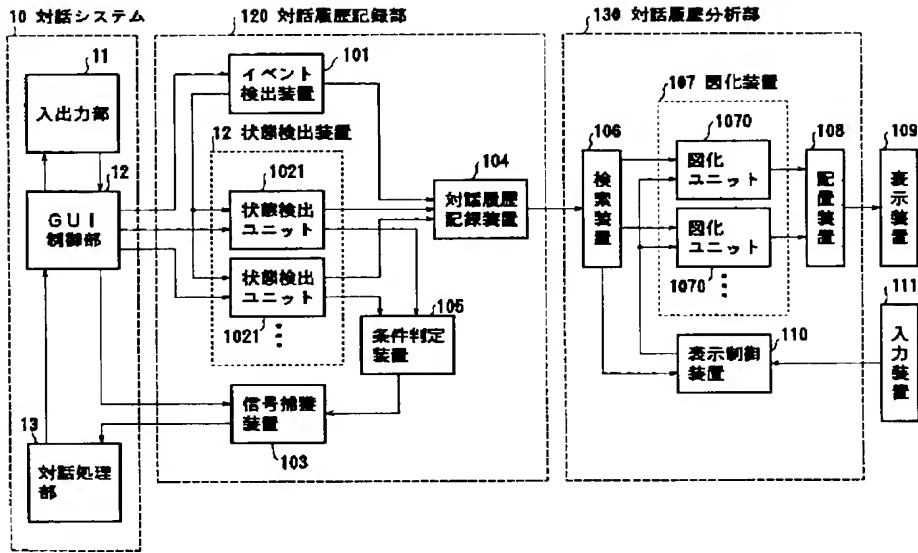 10 対話システム
11
入出力部
12
GUI
制御部
13
対話処理
部
120 対話履歴記録部
101
イベント
検出装置
12 状態検出装置
1021
状態検出
ユニット
状態検出
ユニット
1021
104
対話履歴
記録装置
105
条件判定
装置
信号捕獲
装置
103
130 対話履歴分析部
107 図化装置
106
検索装置
1070
図化
ユニット
図化
ユニット
1070
108
配置装置
109
表示装置
110
表示制御
装置
111
入力装置